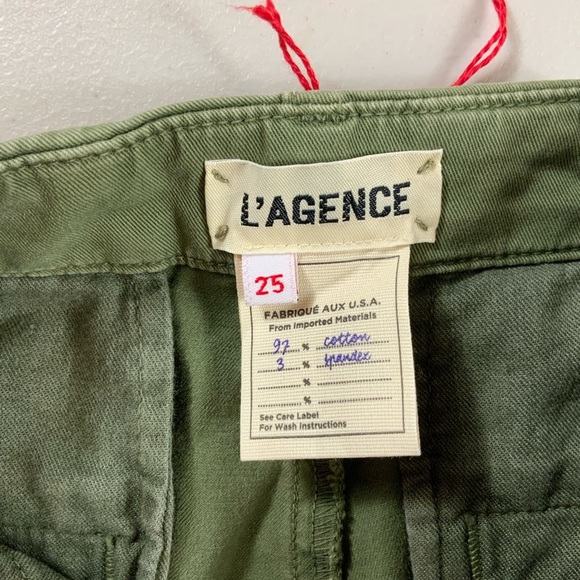 L'AGENCE
25
FABRIQUÉ AUX U.S.A.
From Imported Materials
97 % cotton
3 % spandex
%
%
See Care Label
For Wash Instructions